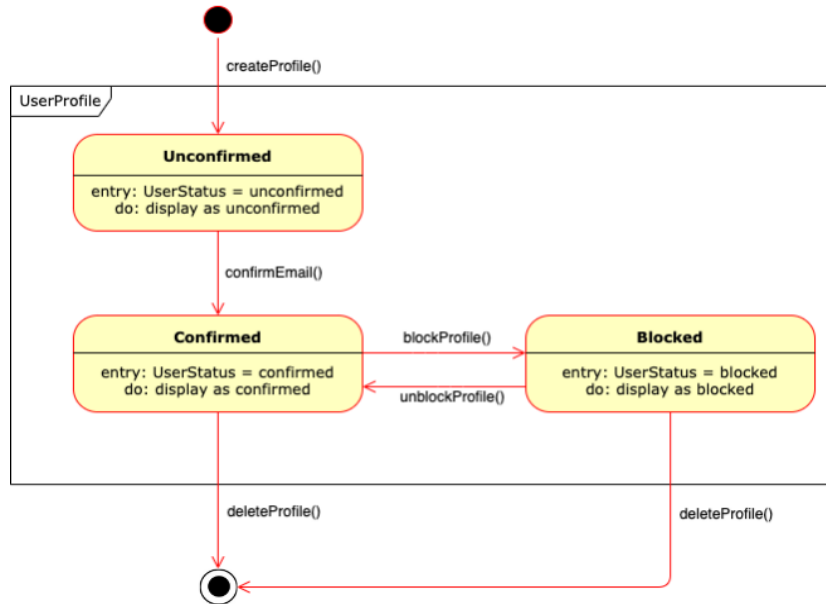 createProfile()
UserProfile
Unconfirmed
entry: UserStatus = unconfirmed
do: display as unconfirmed
confirmEmail()
Confirmed
entry: UserStatus = confirmed
do: display as confirmed
blockProfile()
unblockProfile()
Blocked
entry: UserStatus = blocked
do: display as blocked
deleteProfile()
deleteProfile()